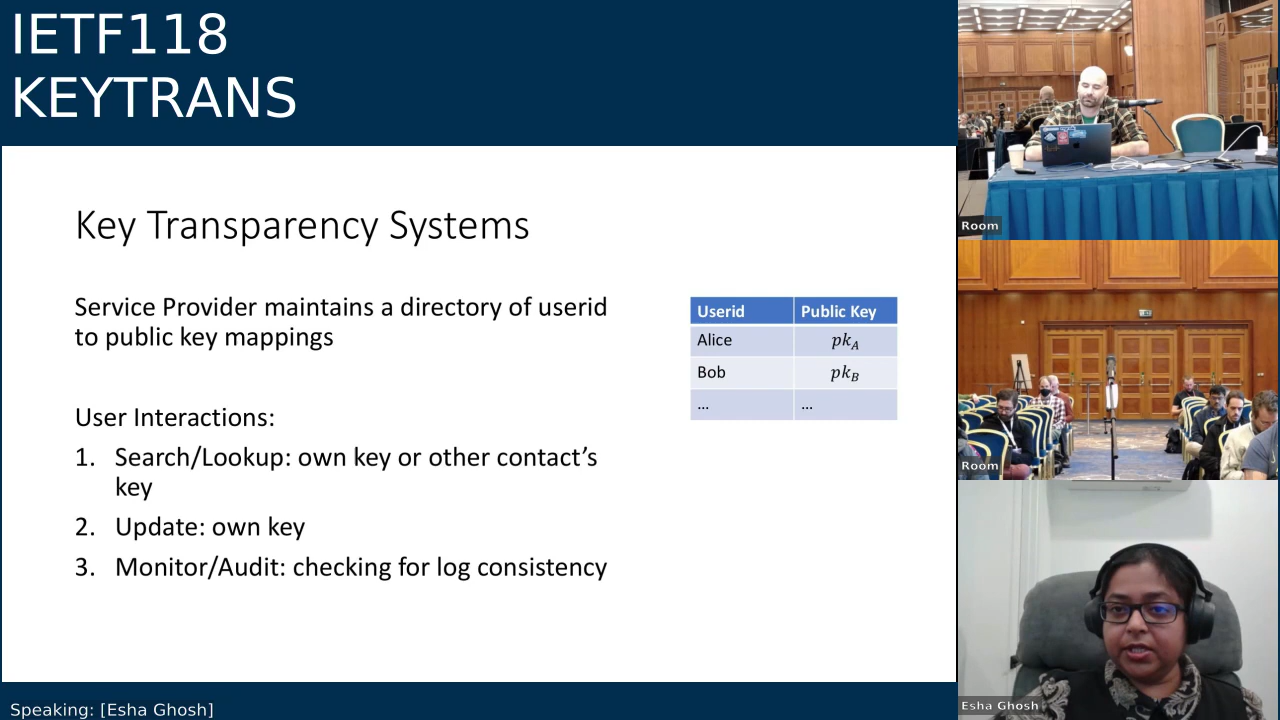 IETF118
KEYTRANS
Key Transparency Systems
Service Provider maintains a directory of userid
to public key mappings
User Interactions:
1. Search/Lookup: own key or other contact’s
key
2. Update: own key
3. Monitor/Audit: checking for log consistency
Userid Public Key
Alice pk_A
Bob pk_B
... ...
Room
Room
Esha Ghosh
Speaking: [Esha Ghosh]